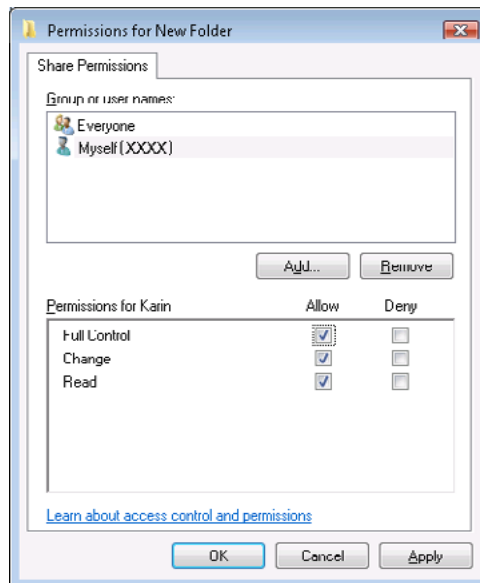 Permissions for New Folder
Share Permissions
Group or user names:
Everyone
Myself(XXXX)
Add... Remove
Permissions for Karin Allow Deny
Full Control
Change
Read
Learn about access control and permissions
OK Cancel Apply